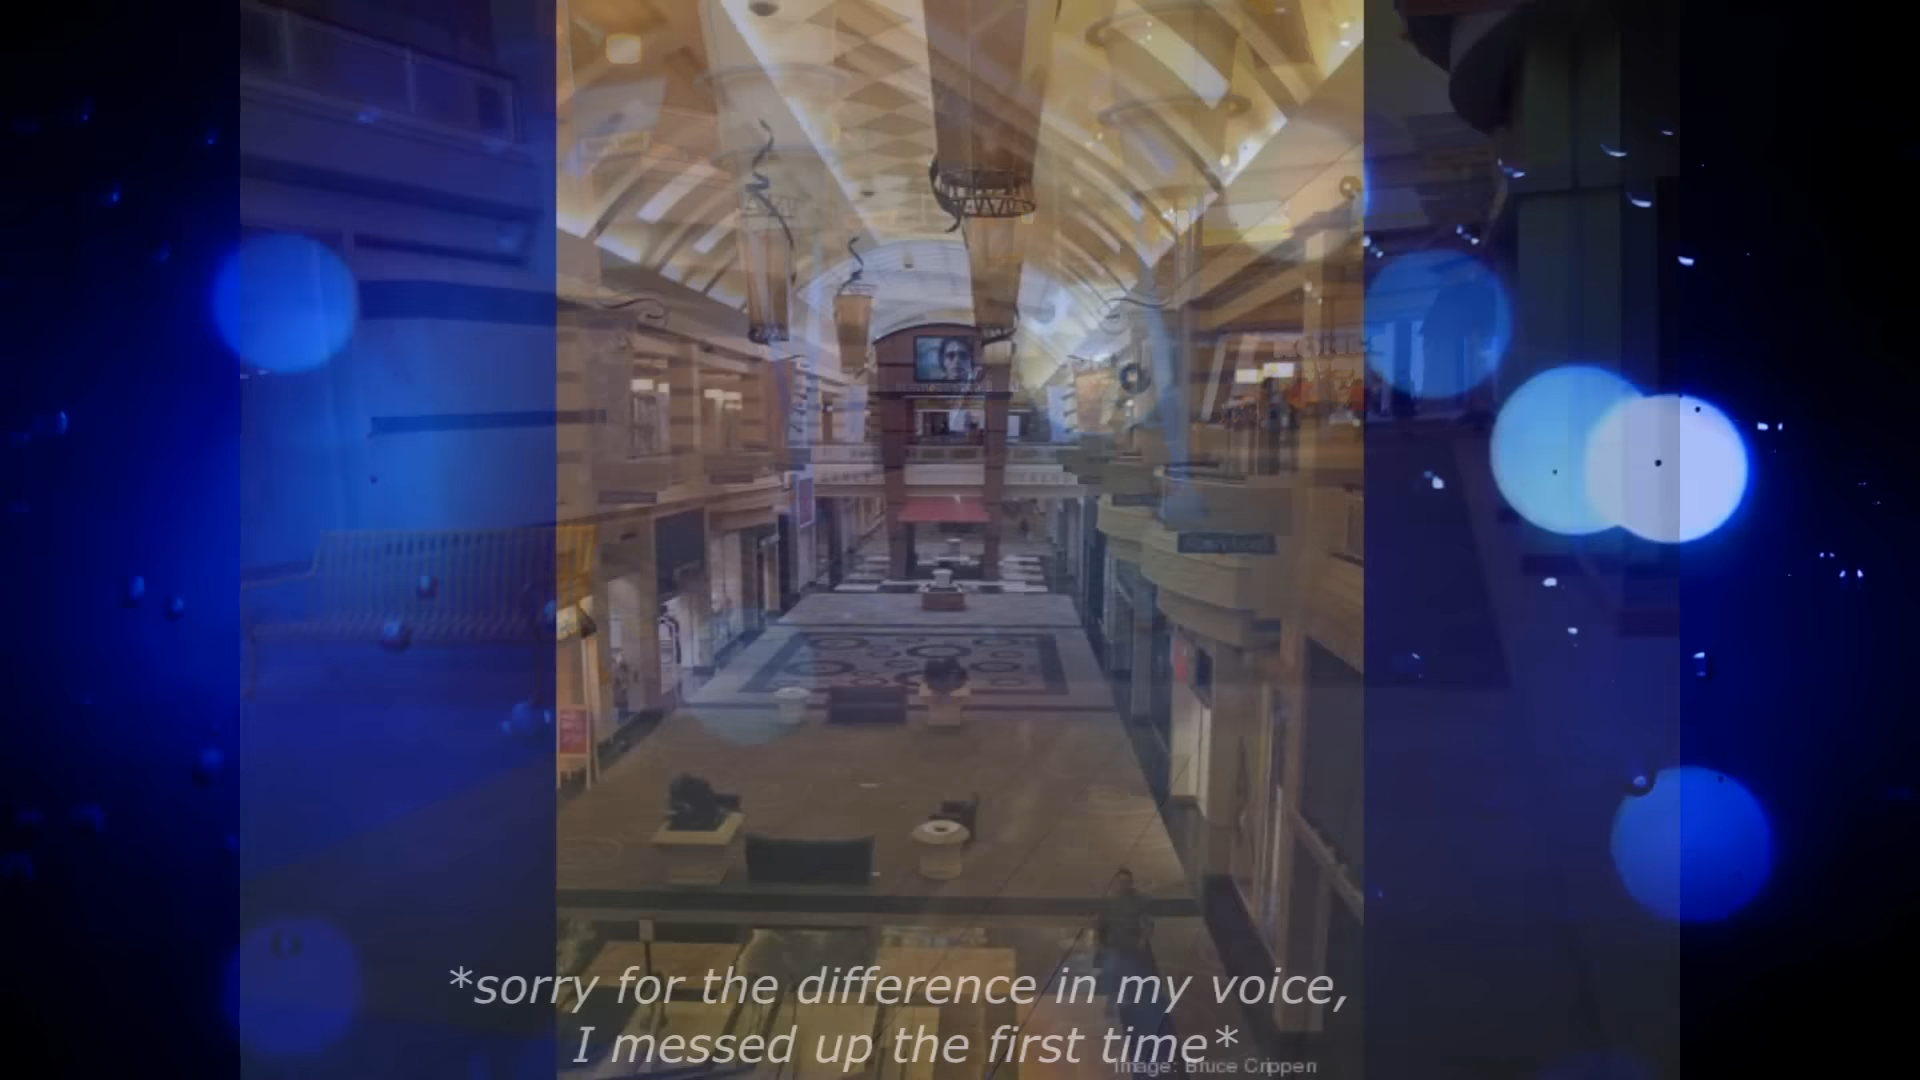 *sorry for the difference in my voice,
I messed up the first time*
Image: Bruce Crippen